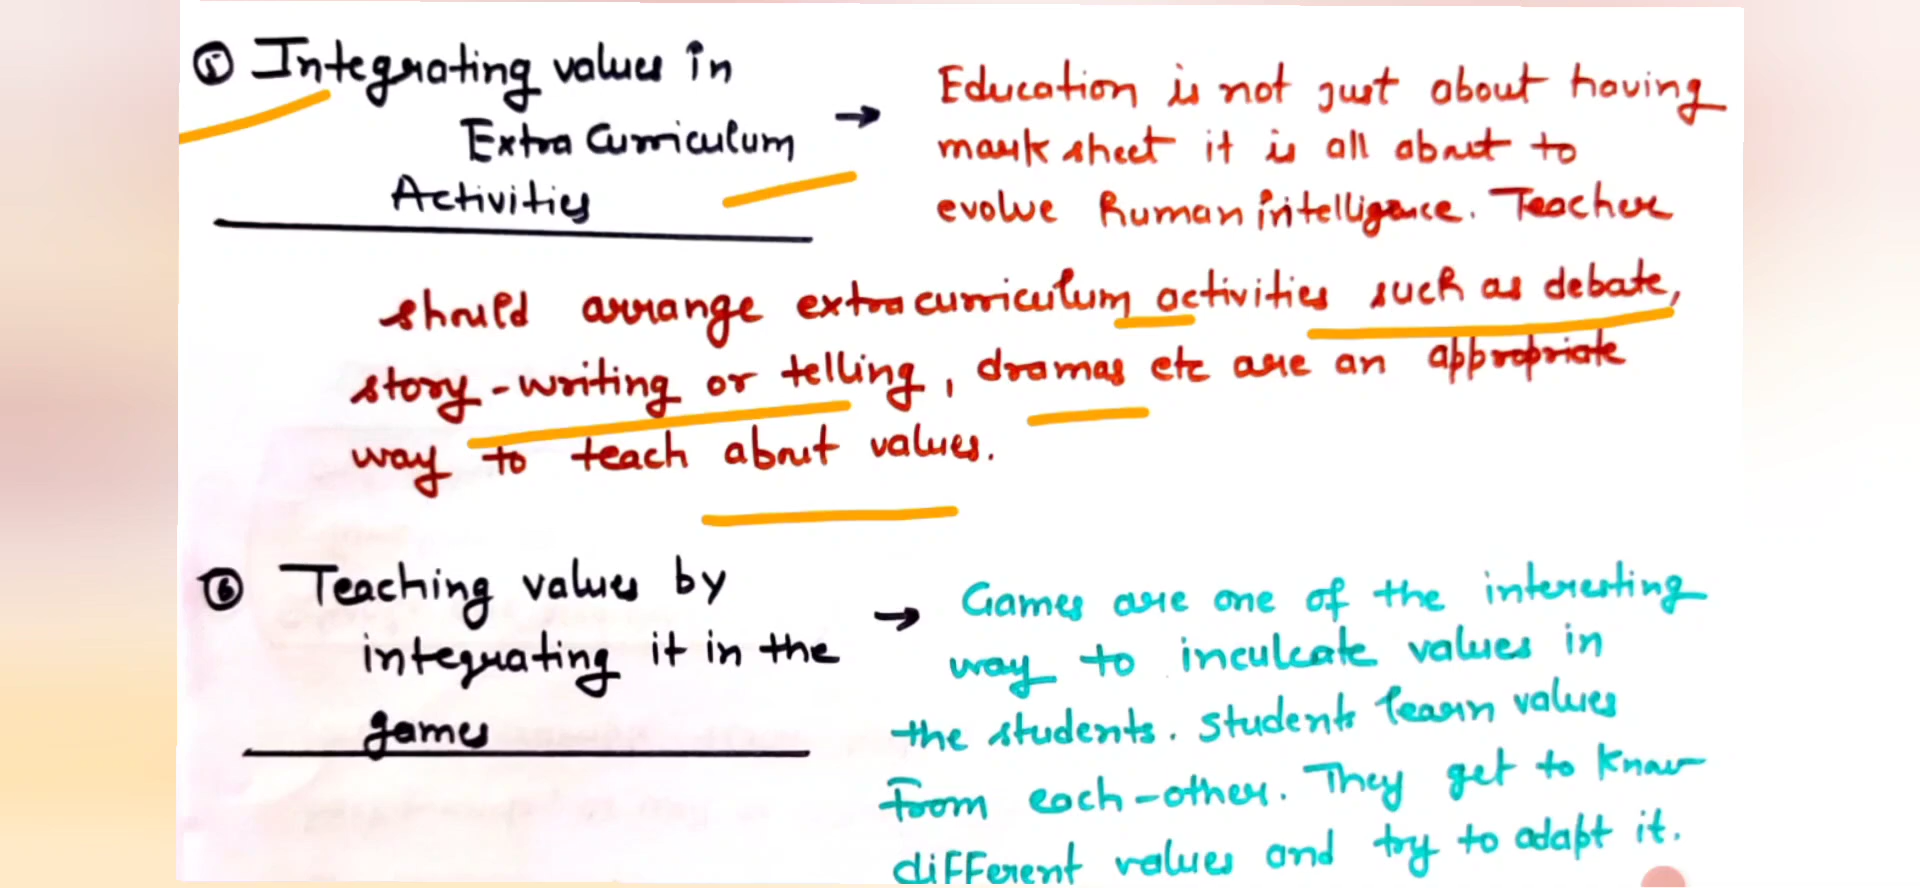 ⑤ Integrating values in
Extra Curriculum
Activities
→ Education is not just about having
mark sheet it is all about to
evolve human intelligence. Teacher
should arrange extra curriculum activities such as debate,
story-writing or telling, dramas etc are an appropriate
way to teach about values.
⑥ Teaching values by
integrating it in the
games
→ Games are one of the interesting
way to inculcate values in
the students. Students learn values
from each-other. They get to know
different values and try to adapt it.